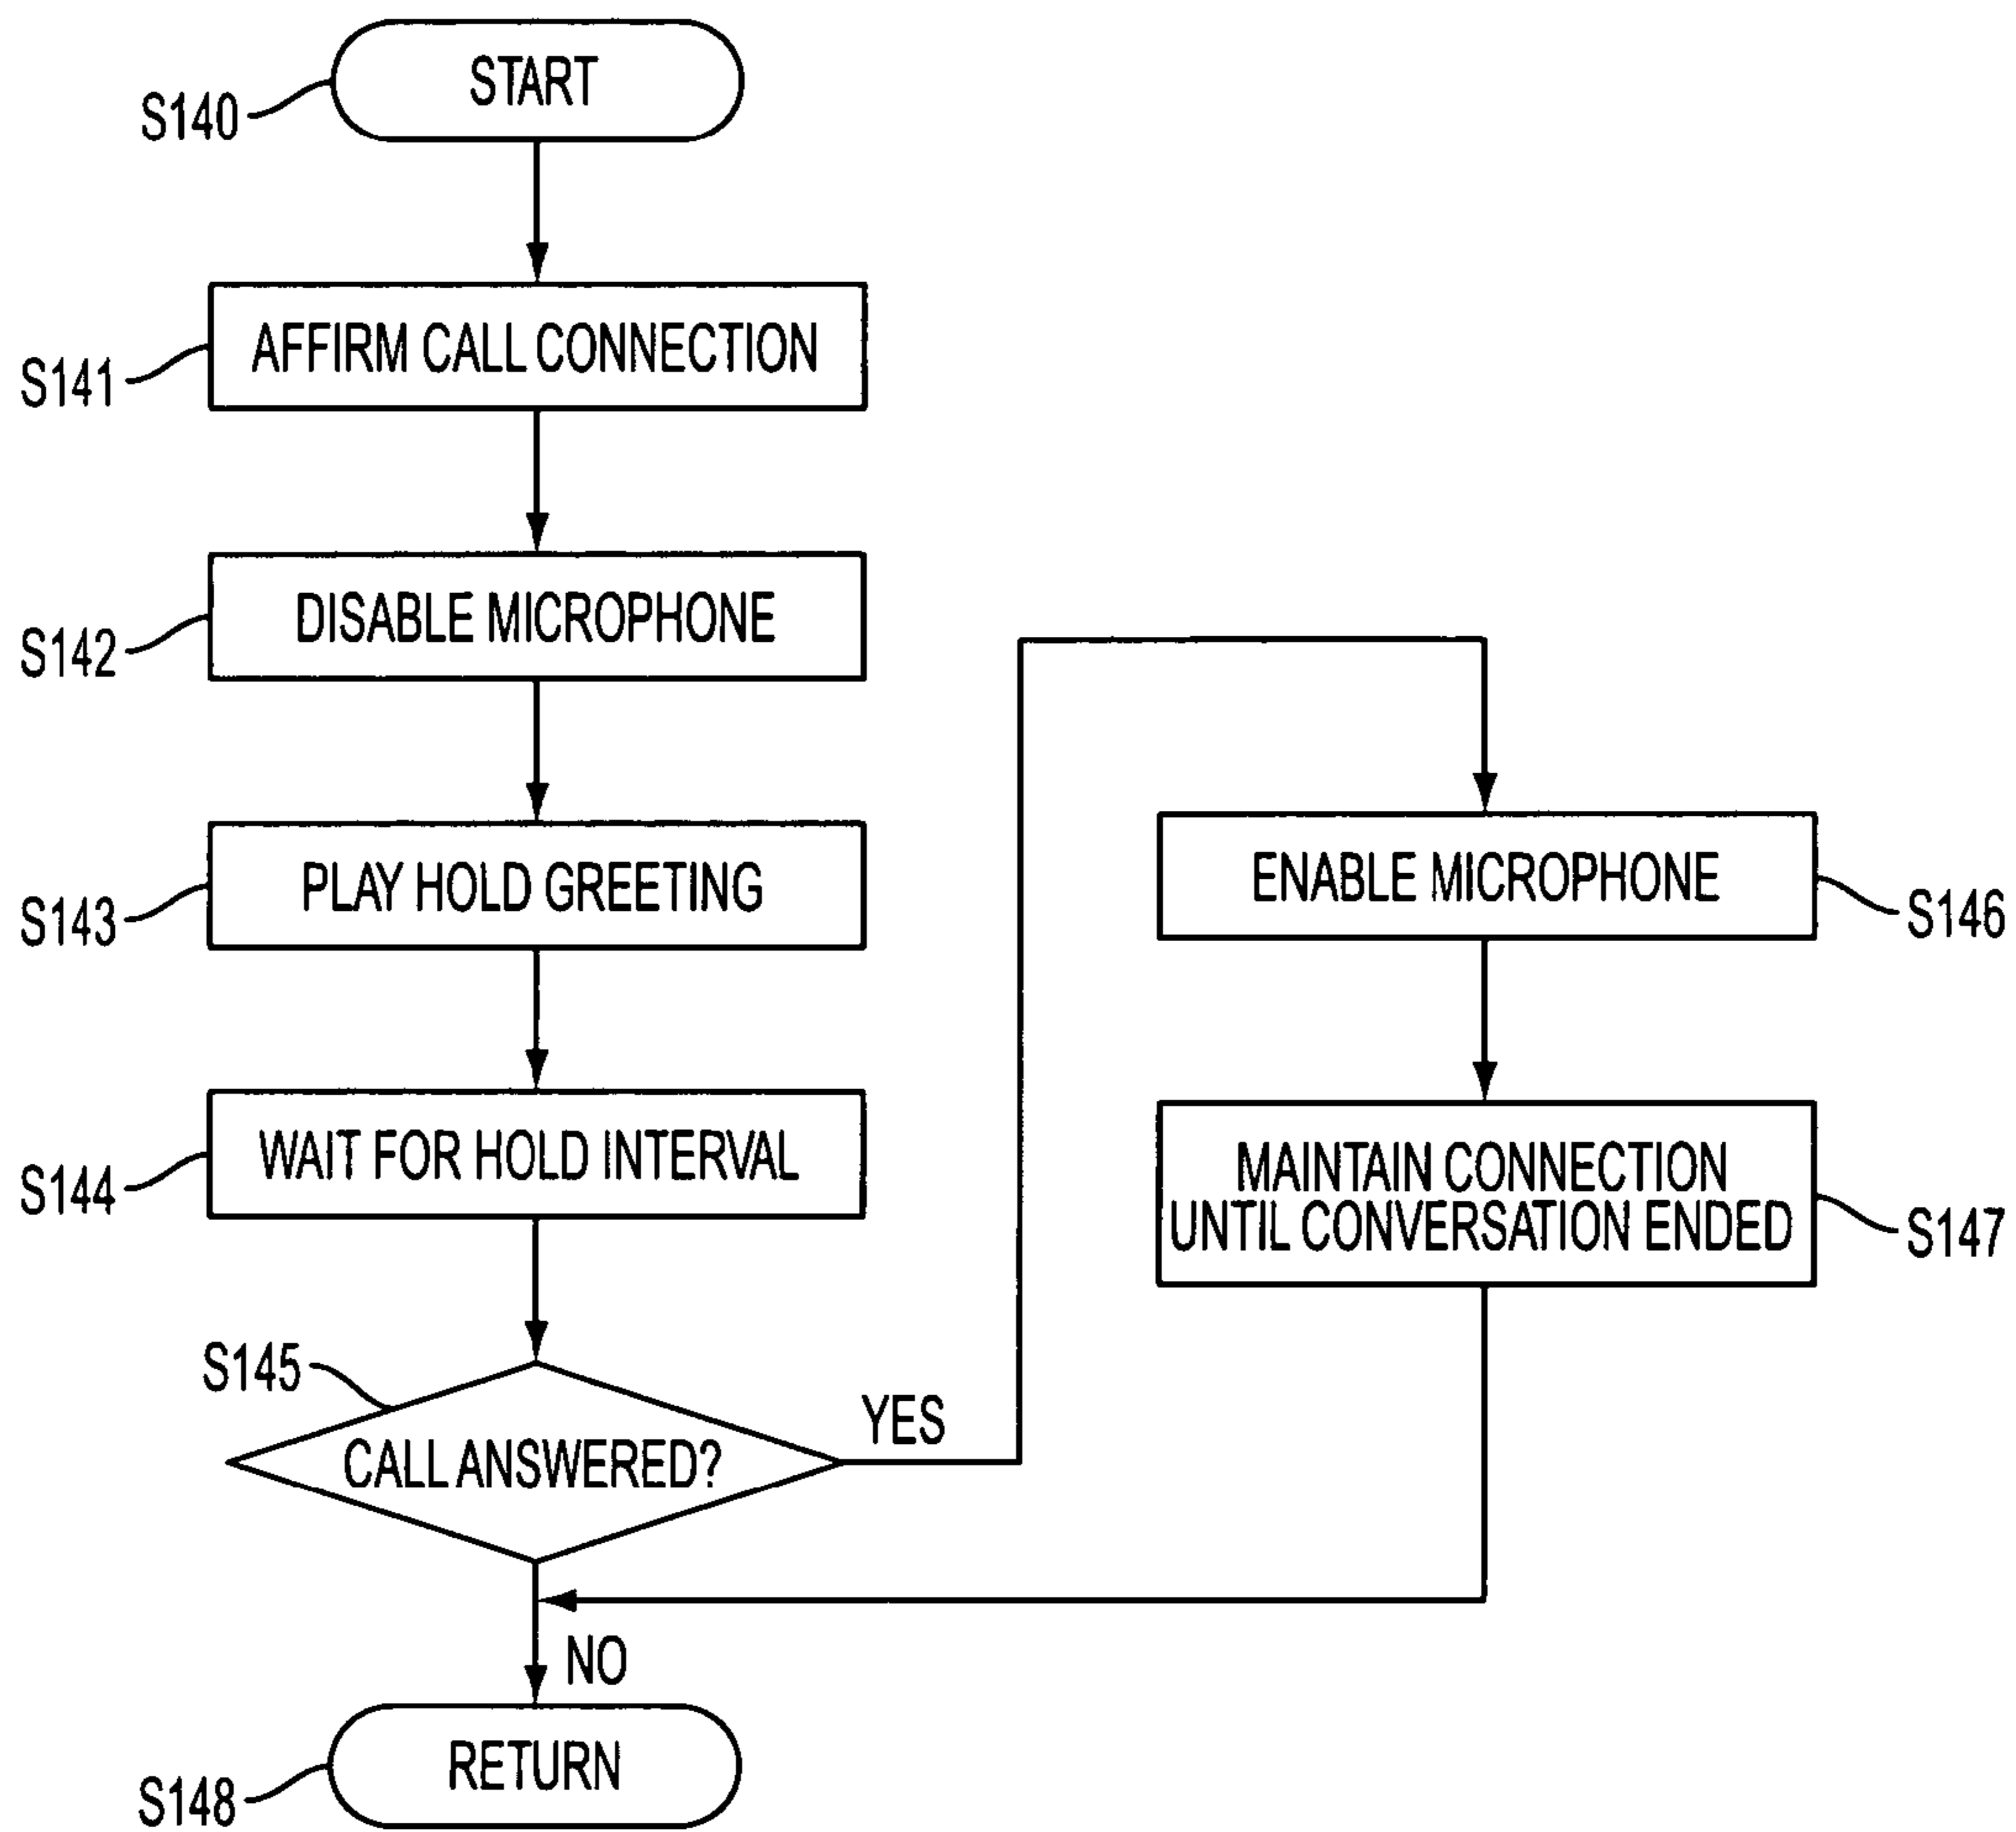 START
S140
AFFIRM CALL CONNECTION
S141
DISABLE MICROPHONE
S142
PLAY HOLD GREETING
S143
WAIT FOR HOLD INTERVAL
S144
S145
CALL ANSWERED?
YES
NO
ENABLE MICROPHONE
S146
MAINTAIN CONNECTION
UNTIL CONVERSATION ENDED
S147
RETURN
S148